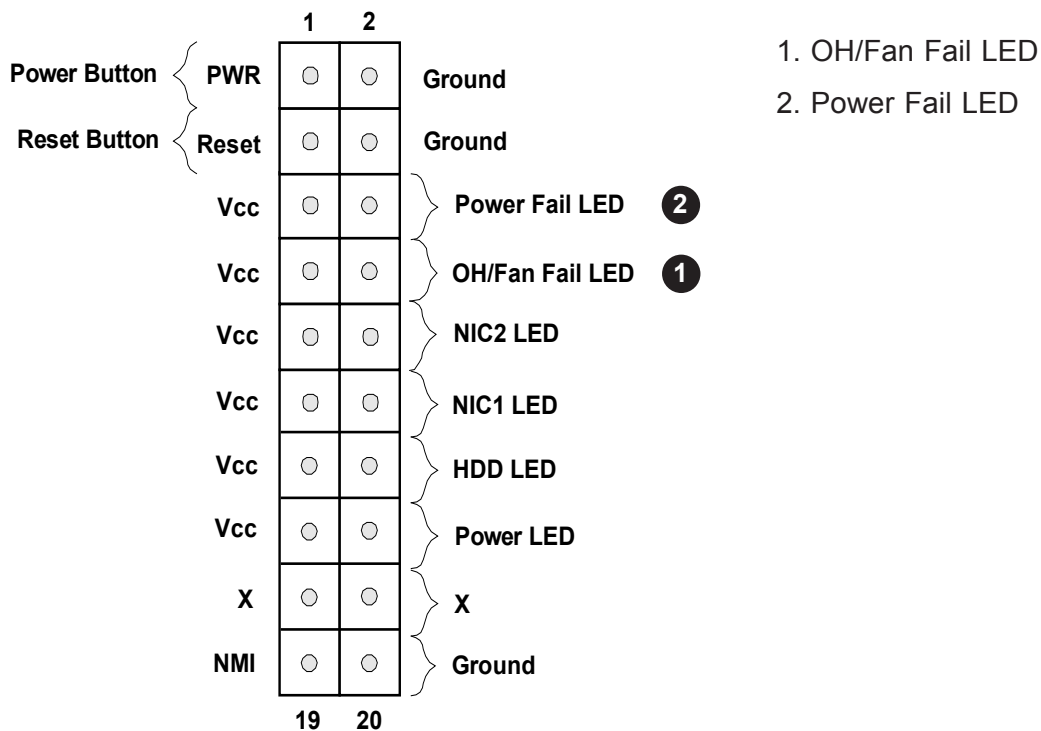 1 2
Power Button PWR Ground
Reset Button Reset Ground
Vcc Power Fail LED 2
Vcc OH/Fan Fail LED 1
Vcc NIC2 LED
Vcc NIC1 LED
Vcc HDD LED
Vcc Power LED
X X
NMI Ground
19 20
1. OH/Fan Fail LED
2. Power Fail LED